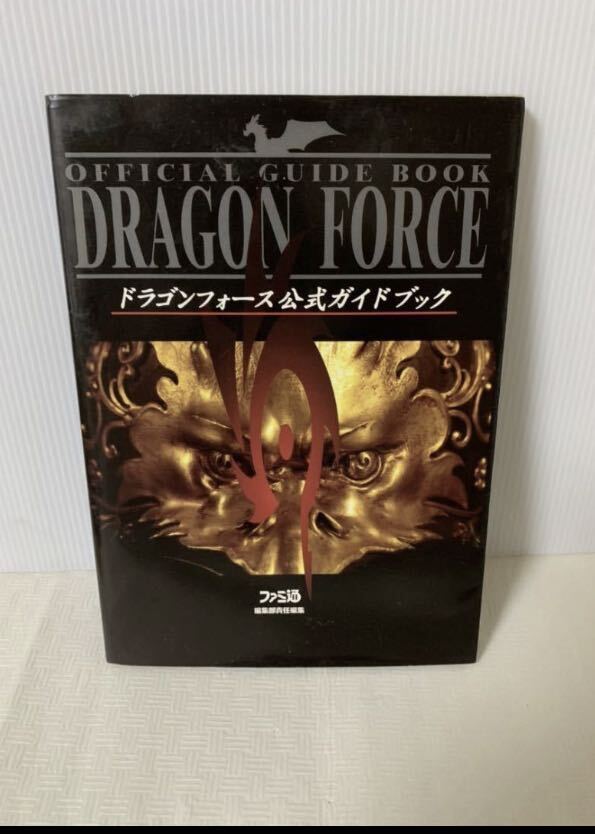 OFFICIAL GUIDE BOOK
DRAGON FORCE
ドラゴンフォース公式ガイドブック
ファミ通
編集部責任編集